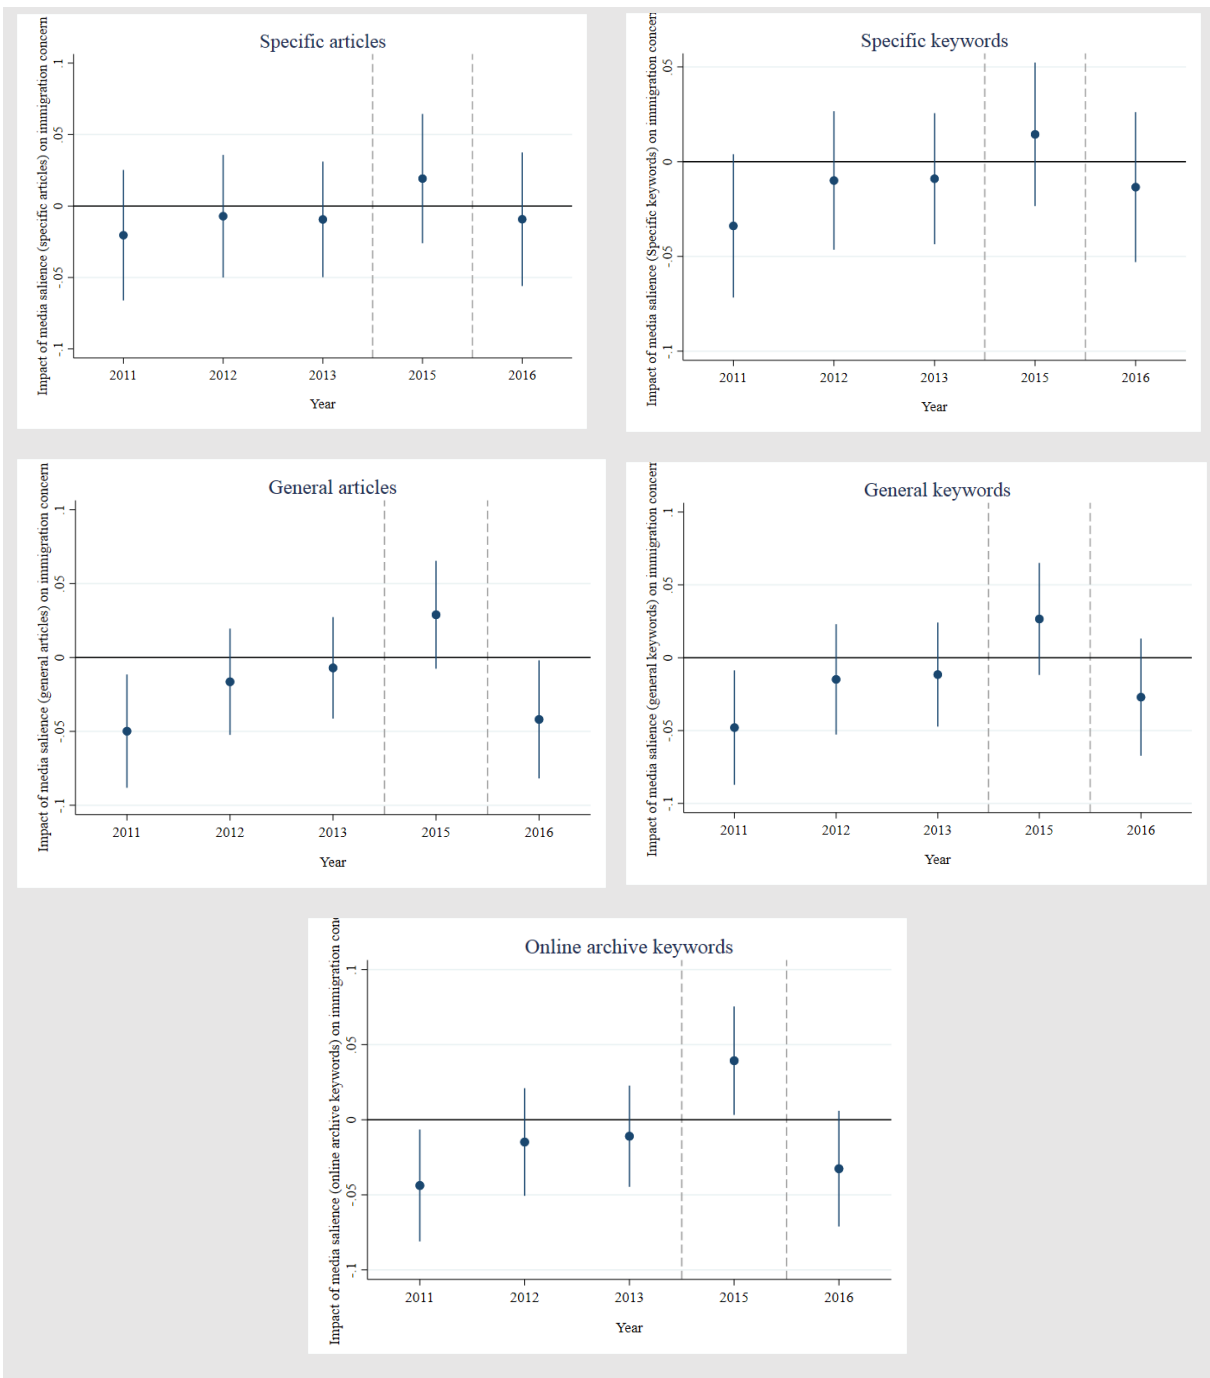 Specific articles
Impact of media salience (specific articles) on immigration concern
.1
.05
0
-.05
-.1
2011 2012 2013 2015 2016
Year
Specific keywords
Impact of media salience (Specific keywords) on immigration concern
.05
0
-.05
-.1
2011 2012 2013 2015 2016
Year
General articles
Impact of media salience (general articles) on immigration concern
.1
.05
0
-.05
-.1
2011 2012 2013 2015 2016
Year
General keywords
Impact of media salience (general keywords) on immigration concern
.1
.05
0
-.05
-.1
2011 2012 2013 2015 2016
Year
Online archive keywords
Impact of media salience (online archive keywords) on immigration con
.1
.05
0
-.05
-.1
2011 2012 2013 2015 2016
Year